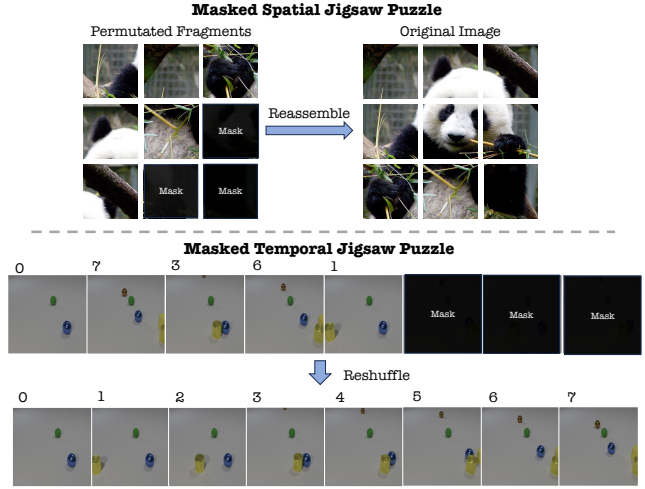 Masked Spatial Jigsaw Puzzle
Permutated Fragments
Original Image
Mask
Reassemble
Mask
Mask
Masked Temporal Jigsaw Puzzle
0 7 3 6 1
Mask
Mask
Mask
Reshuffle
0 1 2 3 4 5 6 7